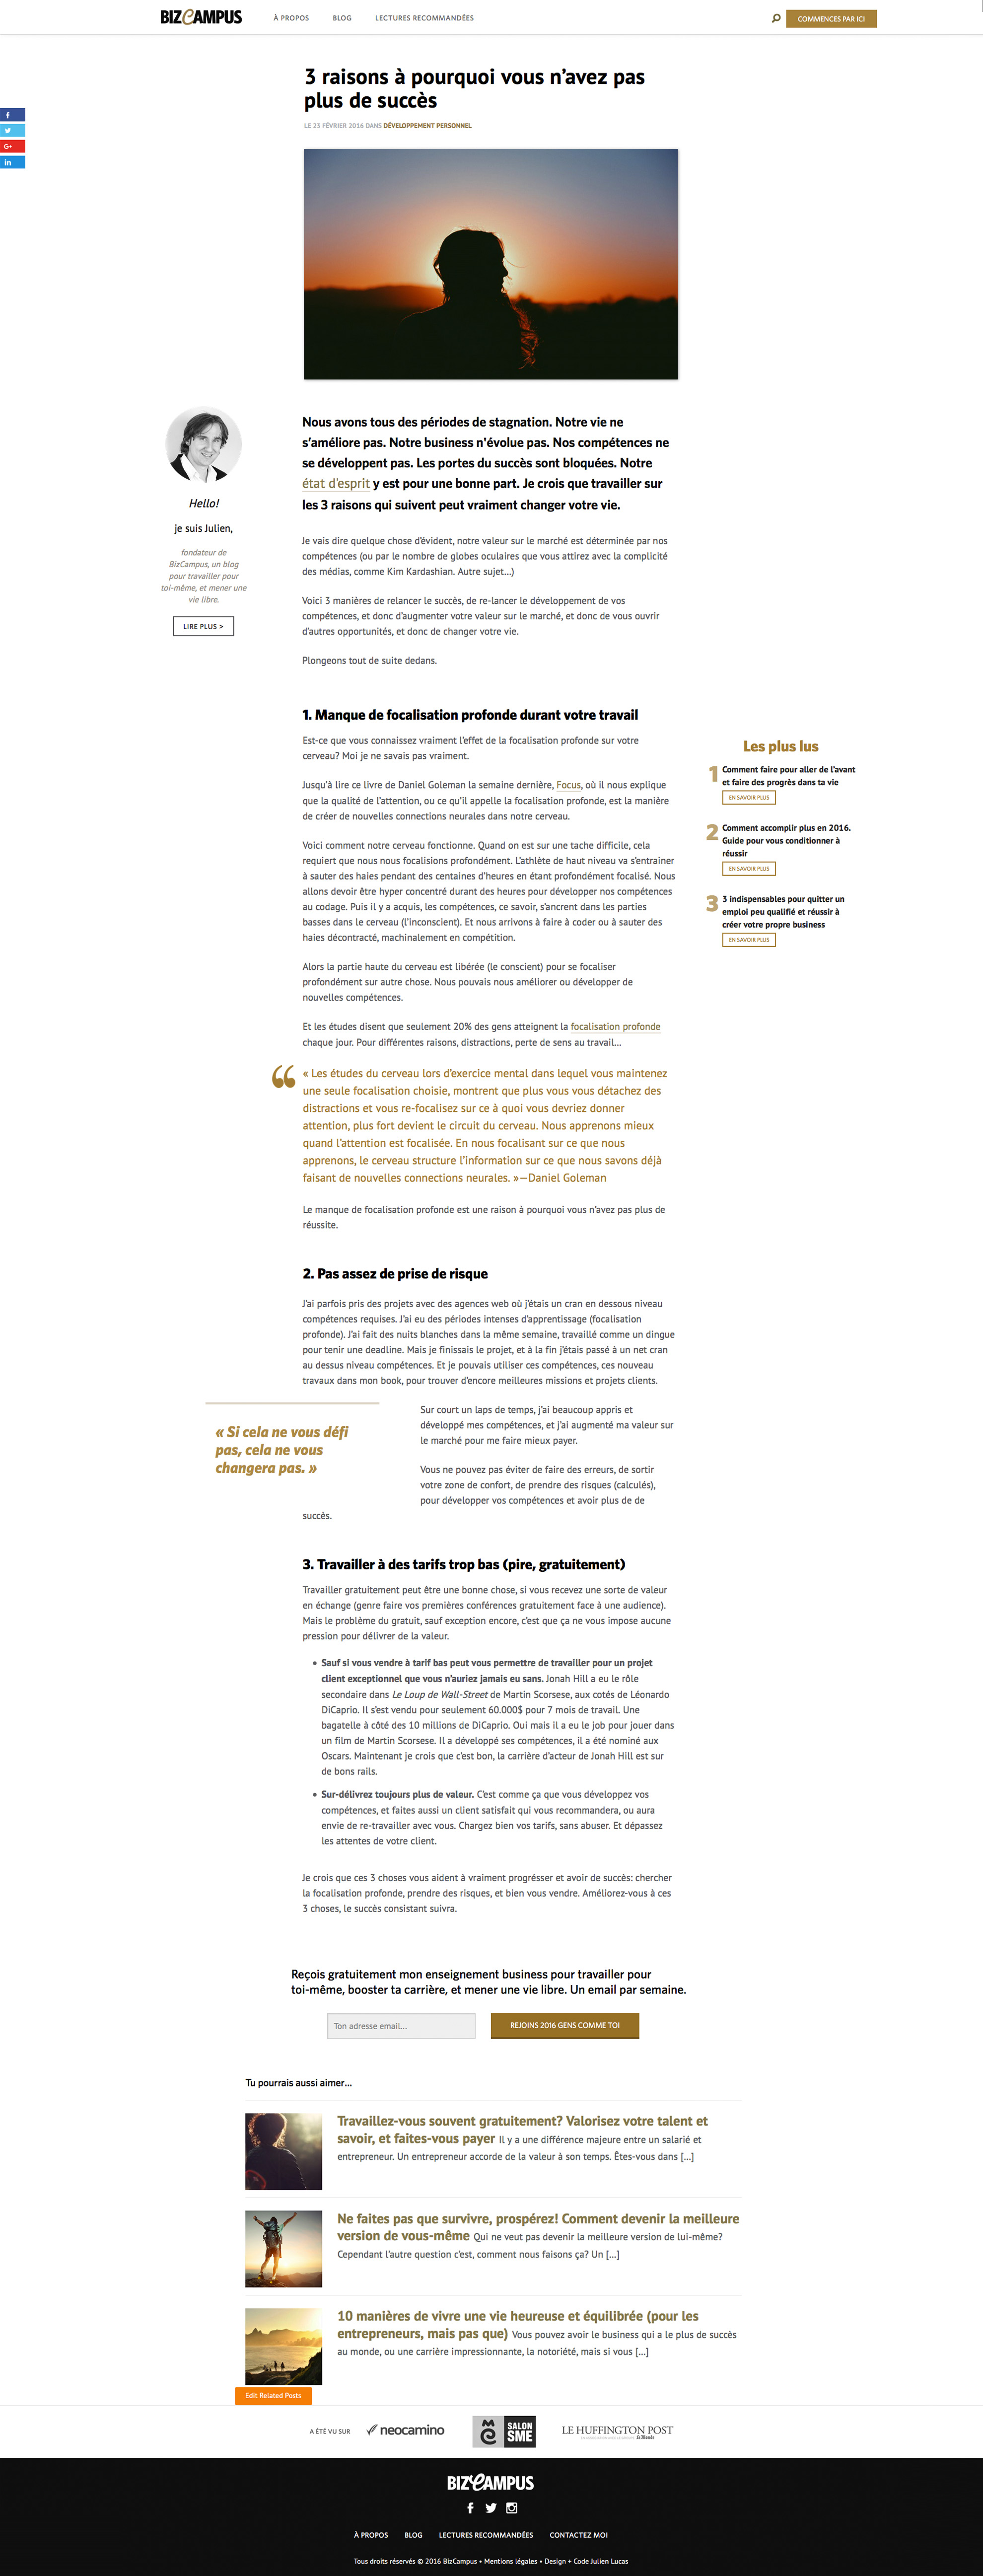 BIZCAMPUS
À PROPOS
BLOG
LECTURES RECOMMANDÉES
COMMENCES PAR ICI
3 raisons à pourquoi vous n’avez pas
plus de succès
LE 23 FÉVRIER 2016 DANS DÉVELOPPEMENT PERSONNEL
f
G+
in
Hello!
je suis Julien,
fondateur de
BizCampus, un blog
pour travailler pour
toi-même, et mener une
vie libre.
LIRE PLUS >
Nous avons tous des périodes de stagnation. Notre vie ne
s’améliore pas. Notre business n'évolue pas. Nos compétences ne
se développent pas. Les portes du succès sont bloquées. Notre
état d'esprit y est pour une bonne part. Je crois que travailler sur
les 3 raisons qui suivent peut vraiment changer votre vie.
Je vais dire quelque chose d’évident, notre valeur sur le marché est déterminée par nos
compétences (ou par le nombre de globes oculaires que vous attirez avec la complicité
des médias, comme Kim Kardashian. Autre sujet…)
Voici 3 manières de relancer le succès, de re-lancer le développement de vos
compétences, et donc d’augmenter votre valeur sur le marché, et donc de vous ouvrir
d’autres opportunités, et donc de changer votre vie.
Plongeons tout de suite dedans.
1. Manque de focalisation profonde durant votre travail
Est-ce que vous connaissez vraiment l’effet de la focalisation profonde sur votre
cerveau? Moi je ne savais pas vraiment.
Jusqu’à lire ce livre de Daniel Goleman la semaine dernière, Focus, où il nous explique
que la qualité de l’attention, ou ce qu’il appelle la focalisation profonde, est la manière
de créer de nouvelles connections neurales dans notre cerveau.
Voici comment notre cerveau fonctionne. Quand on est sur une tache difficile, cela
requiert que nous nous focalisions profondément. L’athlète de haut niveau va s’entrainer
à sauter des haies pendant des centaines d’heures en étant profondément focalisé. Nous
allons devoir être hyper concentré durant des heures pour développer nos compétences
au codage. Puis il y a acquis, les compétences, ce savoir, s’ancrent dans les parties
basses dans le cerveau (l’inconscient). Et nous arrivons à faire à coder ou à sauter des
haies décontracté, machinalement en compétition.
Alors la partie haute du cerveau est libérée (le conscient) pour se focaliser
profondément sur autre chose. Nous pouvais nous améliorer ou développer de
nouvelles compétences.
Et les études disent que seulement 20% des gens atteignent la focalisation profonde
chaque jour. Pour différentes raisons, distractions, perte de sens au travail…
« Les études du cerveau lors d’exercice mental dans lequel vous maintenez
une seule focalisation choisie, montrent que plus vous vous détachez des
distractions et vous re-focalisez sur ce à quoi vous devriez donner
attention, plus fort devient le circuit du cerveau. Nous apprenons mieux
quand l’attention est focalisée. En nous focalisant sur ce que nous
apprenons, le cerveau structure l’information sur ce que nous savons déjà
faisant de nouvelles connections neurales. »—Daniel Goleman
Le manque de focalisation profonde est une raison à pourquoi vous n’avez pas plus de
réussite.
Les plus lus
1 Comment faire pour aller de l’avant
et faire des progrès dans ta vie
EN SAVOIR PLUS
2 Comment accomplir plus en 2016.
Guide pour vous conditionner à
réussir
EN SAVOIR PLUS
3 3 indispensables pour quitter un
emploi peu qualifié et réussir à
créer votre propre business
EN SAVOIR PLUS
2. Pas assez de prise de risque
J’ai parfois pris des projets avec des agences web où j’étais un cran en dessous niveau
compétences requises. J’ai eu des périodes intenses d’apprentissage (focalisation
profonde). J’ai fait des nuits blanches dans la même semaine, travaillé comme un dingue
pour tenir une deadline. Mais je finissais le projet, et à la fin j’étais passé à un net cran
au dessus niveau compétences. Et je pouvais utiliser ces compétences, ces nouveau
travaux dans mon book, pour trouver d’encore meilleures missions et projets clients.
« Si cela ne vous défi
pas, cela ne vous
changera pas. »
Sur court un laps de temps, j’ai beaucoup appris et
développé mes compétences, et j’ai augmenté ma valeur sur
le marché pour me faire mieux payer.
Vous ne pouvez pas éviter de faire des erreurs, de sortir
votre zone de confort, de prendre des risques (calculés),
pour développer vos compétences et avoir plus de de
succès.
3. Travailler à des tarifs trop bas (pire, gratuitement)
Travailler gratuitement peut être une bonne chose, si vous recevez une sorte de valeur
en échange (genre faire vos premières conférences gratuitement face à une audience).
Mais le problème du gratuit, sauf exception encore, c’est que ça ne vous impose aucune
pression pour délivrer de la valeur.
• Sauf si vous vendre à tarif bas peut vous permettre de travailler pour un projet
client exceptionnel que vous n’auriez jamais eu sans. Jonah Hill a eu le rôle
secondaire dans Le Loup de Wall-Street de Martin Scorsese, aux cotés de Léonardo
DiCaprio. Il s’est vendu pour seulement 60.000$ pour 7 mois de travail. Une
bagatelle à côté des 10 millions de DiCaprio. Oui mais il a eu le job pour jouer dans
un film de Martin Scorsese. Il a développé ses compétences, il a été nominé aux
Oscars. Maintenant je crois que c’est bon, la carrière d’acteur de Jonah Hill est sur
de bons rails.
• Sur-délivrez toujours plus de valeur. C’est comme ça que vous développez vos
compétences, et faites aussi un client satisfait qui vous recommandera, ou aura
envie de re-travailler avec vous. Chargez bien vos tarifs, sans abuser. Et dépassez
les attentes de votre client.
Je crois que ces 3 choses vous aident à vraiment progrésser et avoir de succès: chercher
la focalisation profonde, prendre des risques, et bien vous vendre. Améliorez-vous à ces
3 choses, le succès consistant suivra.
Reçois gratuitement mon enseignement business pour travailler pour
toi-même, booster ta carrière, et mener une vie libre. Un email par semaine.
Ton adresse email...
REJOINS 2016 GENS COMME TOI
Tu pourrais aussi aimer...
Travaillez-vous souvent gratuitement? Valorisez votre talent et
savoir, et faites-vous payer Il y a une différence majeure entre un salarié et
entrepreneur. Un entrepreneur accorde de la valeur à son temps. Êtes-vous dans [...]
Ne faites pas que survivre, prospérez! Comment devenir la meilleure
version de vous-même Qui ne veut pas devenir la meilleure version de lui-même?
Cependant l’autre question c’est, comment nous faisons ça? Un [...]
10 manières de vivre une vie heureuse et équilibrée (pour les
entrepreneurs, mais pas que) Vous pouvez avoir le business qui a le plus de succès
au monde, ou une carrière impressionnante, la notoriété, mais si vous [...]
Edit Related Posts
A ÉTÉ VU SUR
neocamino
SALON
SME
LE HUFFINGTON POST
BIZCAMPUS
À PROPOS
BLOG
LECTURES RECOMMANDÉES
CONTACTEZ MOI
Tous droits réservés © 2016 BizCampus • Mentions légales • Design + Code Julien Lucas